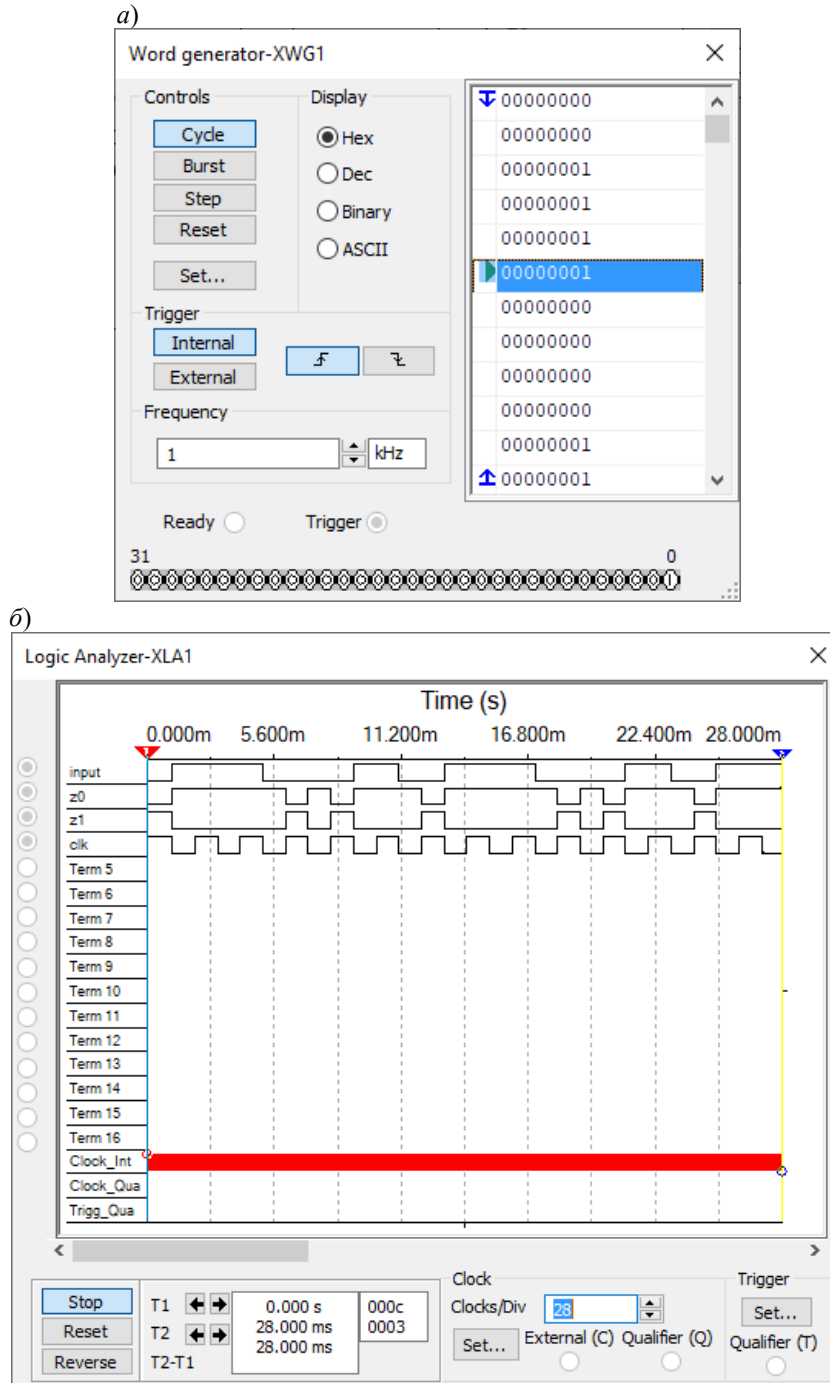 а)
Word generator-XWG1
Controls
Display
Cycle
Burst
Step
Reset
Set...
Hex
Dec
Binary
ASCII
Trigger
Internal
External
Frequency
1
kHz
Ready
Trigger
31
0
00000000
00000000
00000001
00000001
00000001
00000001
00000000
00000000
00000000
00000000
00000001
00000001
б)
Logic Analyzer-XLA1
Time (s)
0.000m 5.600m 11.200m 16.800m 22.400m 28.000m
1
input
z0
z1
clk
Term 5
Term 6
Term 7
Term 8
Term 9
Term 10
Term 11
Term 12
Term 13
Term 14
Term 15
Term 16
Clock_Int
Clock_Qua
Trigg_Qua
Stop
Reset
Reverse
T1 0.000 s 000c
T2 28.000 ms 0003
T2-T1 28.000 ms
Clock
Clocks/Div 28
Set... External (C) Qualifier (Q)
Trigger
Set...
Qualifier (T)